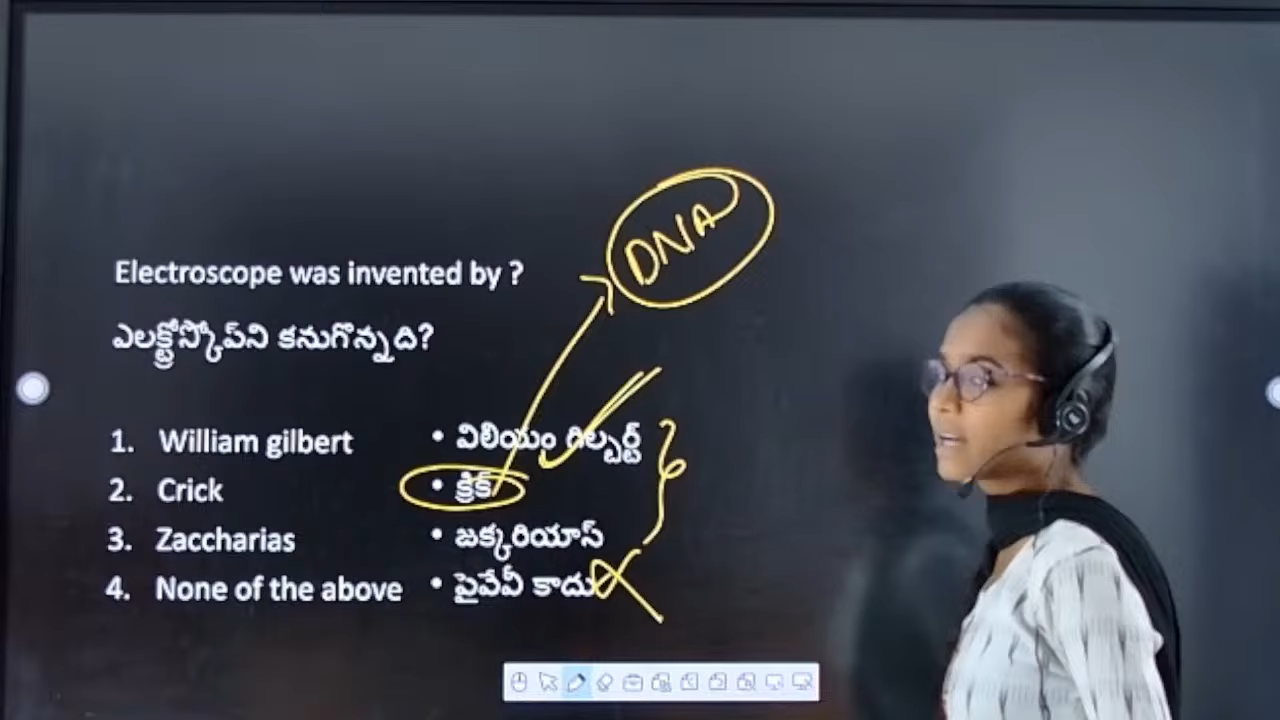 DNA
Electroscope was invented by ?
ఎలక్ట్రోస్కోప్‌ని కనుగొన్నది?
1. William gilbert • విలియం గిల్బర్ట్
2. Crick • క్రిక్
3. Zaccharias • జక్కరియాస్
4. None of the above • పైవేవీ కాదు